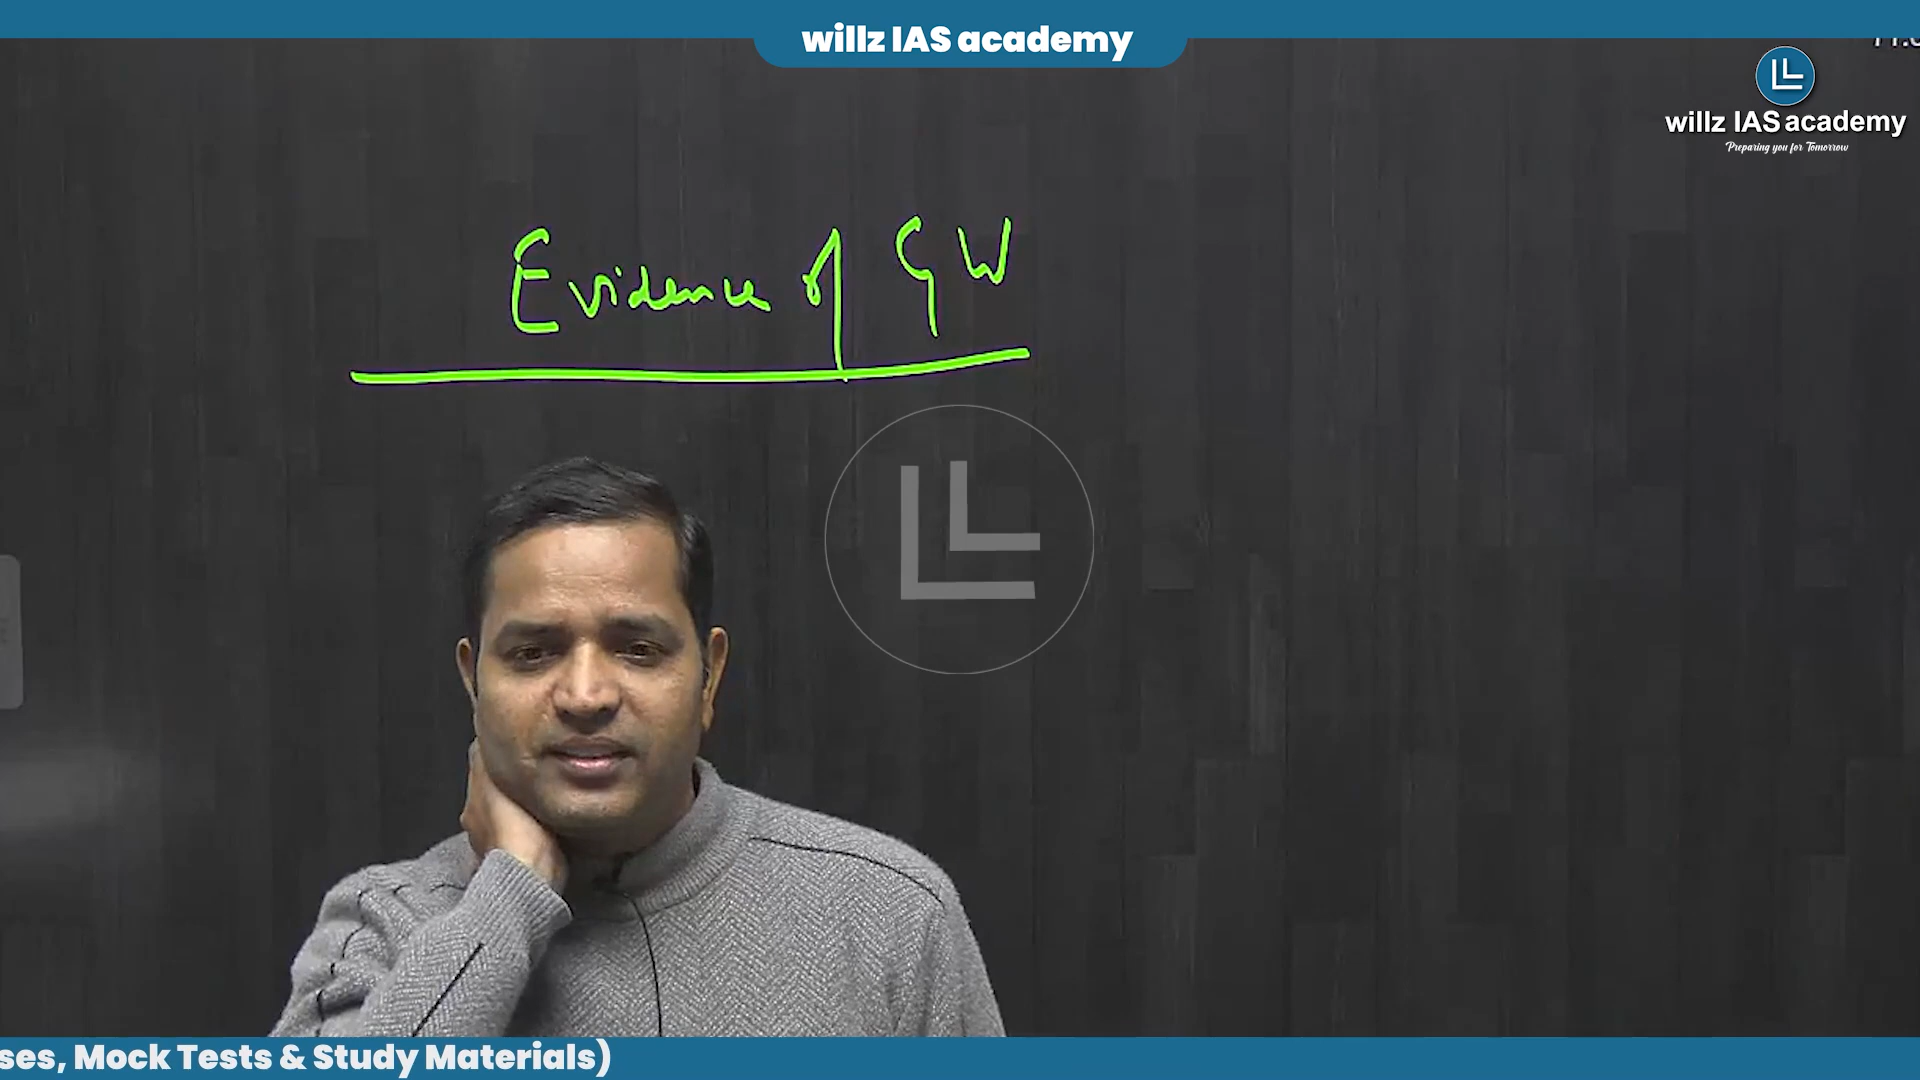 willz IAS academy
willz IAS academy
Preparing you for Tomorrow
Evidence of GW
ses, Mock Tests & Study Materials)